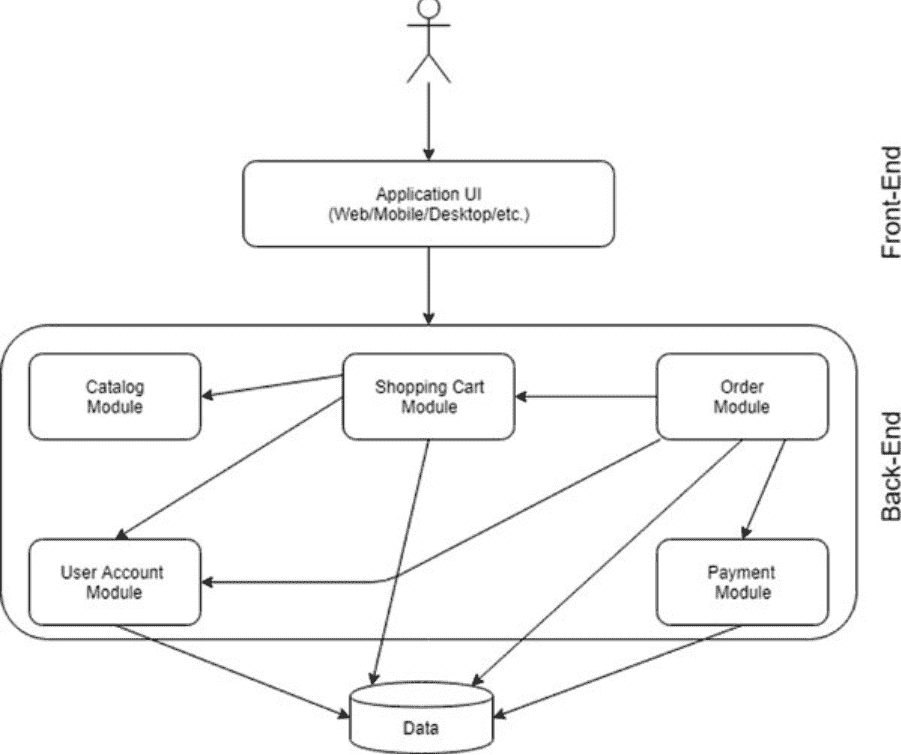 Application UI
(Web/Mobile/Desktop/etc.)
Front-End
Catalog
Module
Shopping Cart
Module
Order
Module
Back-End
User Account
Module
Payment
Module
Data